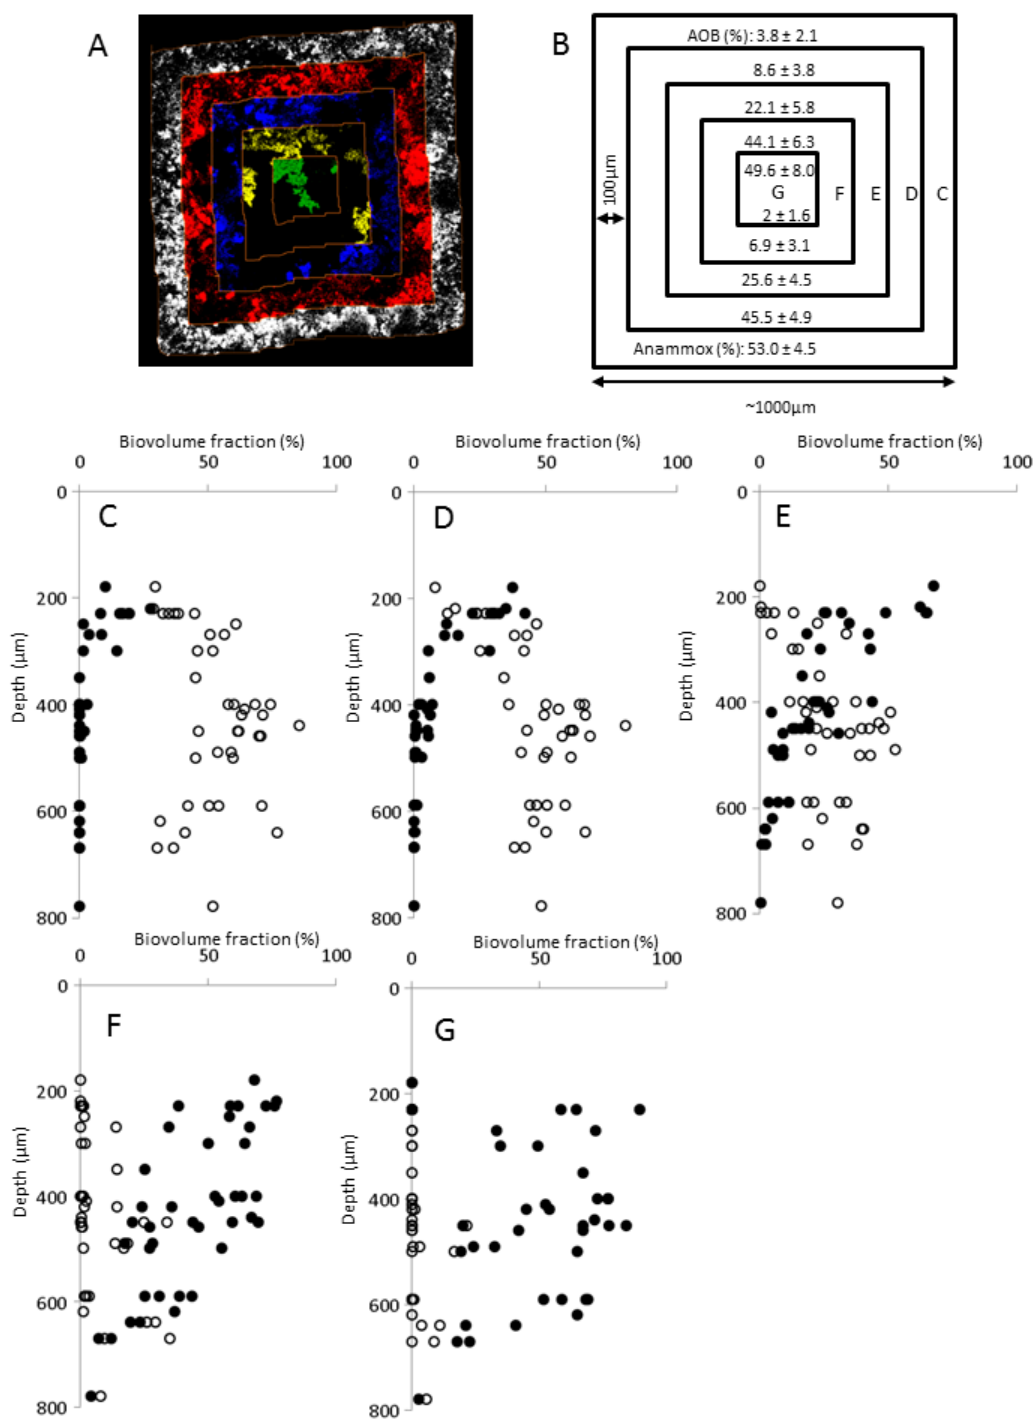 A
B
AOB (%): 3.8 ± 2.1
8.6 ± 3.8
22.1 ± 5.8
44.1 ± 6.3
49.6 ± 8.0
G F E D C
2 ± 1.6
6.9 ± 3.1
25.6 ± 4.5
45.5 ± 4.9
Anammox (%): 53.0 ± 4.5
100µm
~1000µm
Biovolume fraction (%)
0 50 100
0
C
200
400
600
800
Depth (µm)
Biovolume fraction (%)
0 50 100
0
D
200
400
600
800
Depth (µm)
Biovolume fraction (%)
0 50 100
0
E
200
400
600
800
Depth (µm)
Biovolume fraction (%)
0 50 100
0
F
200
400
600
800
Depth (µm)
Biovolume fraction (%)
0 50 100
0
G
200
400
600
800
Depth (µm)